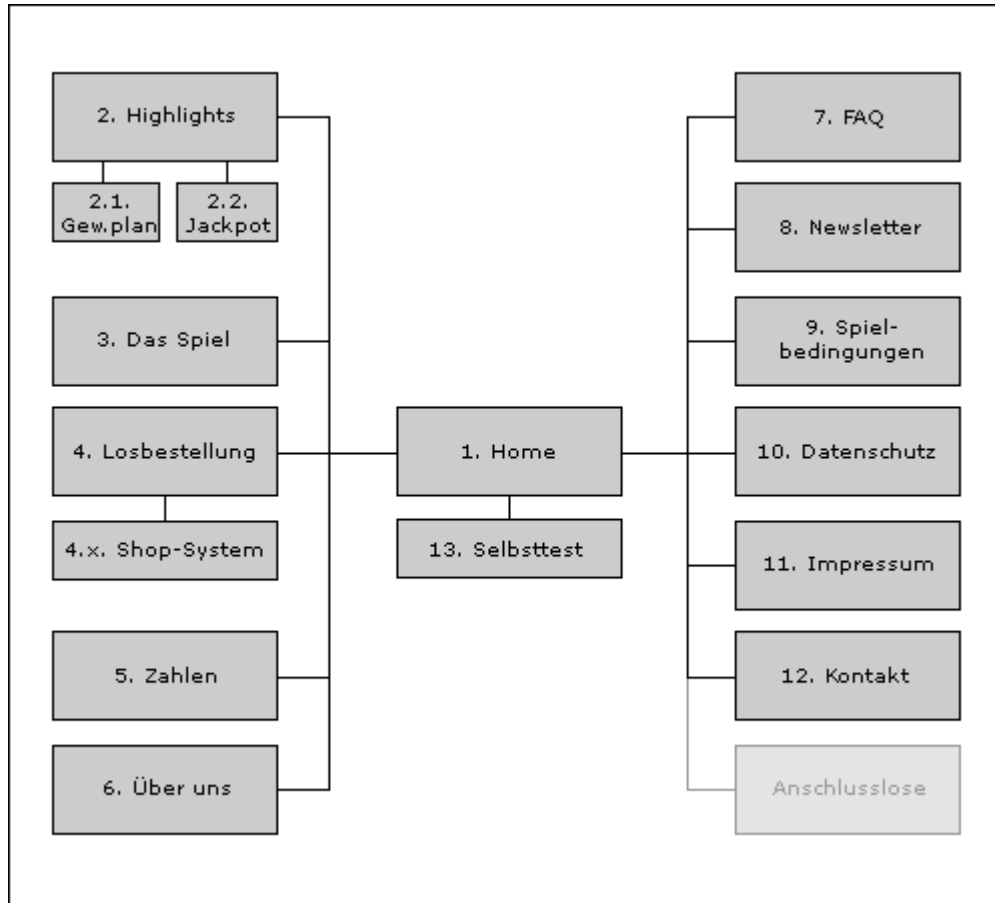 2. Highlights
2.1.
Gew.plan
2.2.
Jackpot
3. Das Spiel
4. Losbestellung
4.x. Shop-System
5. Zahlen
6. Über uns
1. Home
13. Selbsttest
7. FAQ
8. Newsletter
9. Spiel-
bedingungen
10. Datenschutz
11. Impressum
12. Kontakt
Anschlusslose